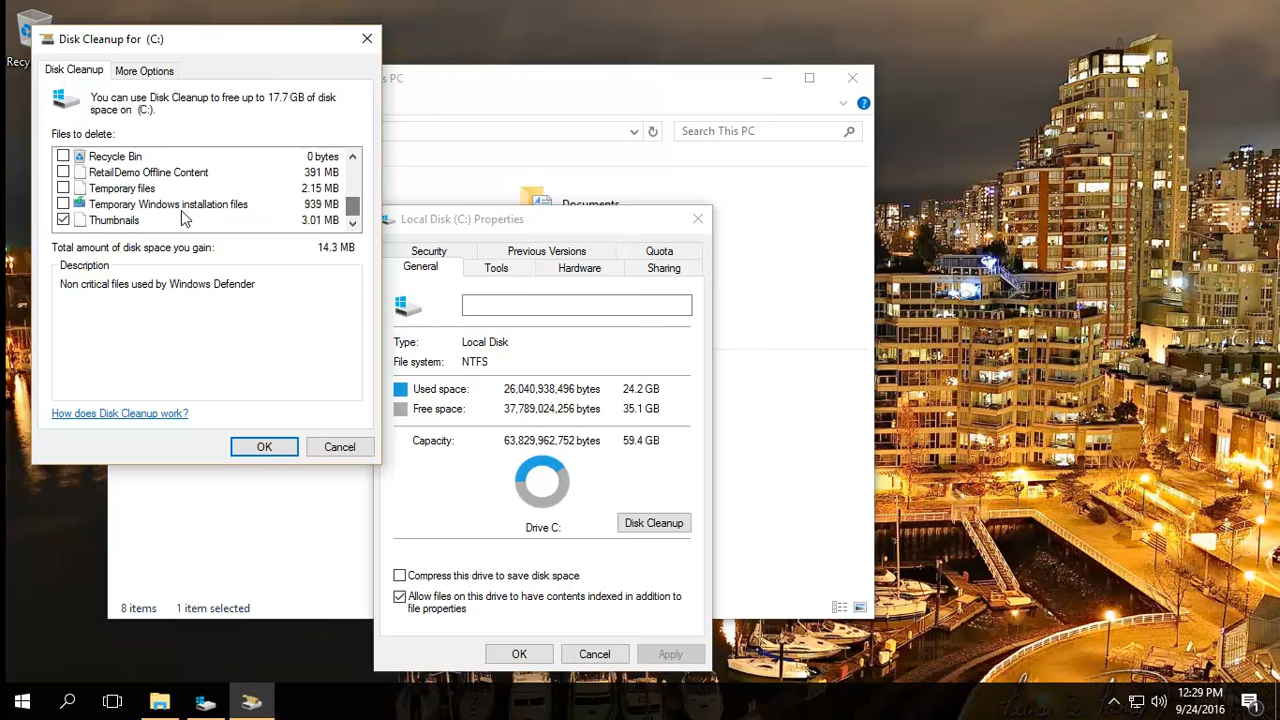 Recyc
Disk Cleanup for (C:)
Disk Cleanup
More Options
You can use Disk Cleanup to free up to 17.7 GB of disk
space on (C:).
Files to delete:
Recycle Bin 0 bytes
RetailDemo Offline Content 391 MB
Temporary files 2.15 MB
Temporary Windows installation files 939 MB
Thumbnails 3.01 MB
Total amount of disk space you gain: 14.3 MB
Description
Non critical files used by Windows Defender
How does Disk Cleanup work?
OK
Cancel
PC
Search This PC
Documents
Local Disk (C:) Properties
Security
Previous Versions
Quota
General
Tools
Hardware
Sharing
Type: Local Disk
File system: NTFS
Used space: 26,040,938,496 bytes 24.2 GB
Free space: 37,789,024,256 bytes 35.1 GB
Capacity: 63,829,962,752 bytes 59.4 GB
Drive C:
Disk Cleanup
Compress this drive to save disk space
Allow files on this drive to have contents indexed in addition to
file properties
OK
Cancel
Apply
8 items
1 item selected
12:29 PM
9/24/2016
1